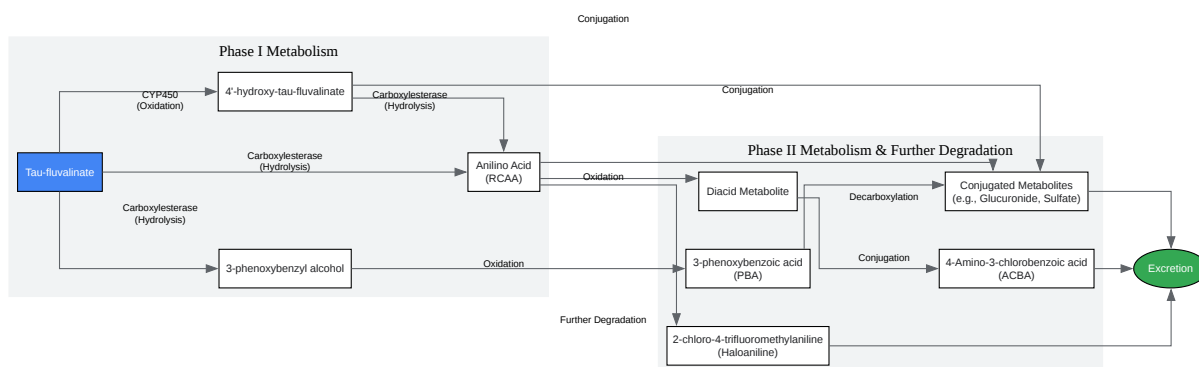 Conjugation
Phase I Metabolism
CYP450
(Oxidation)
4'-hydroxy-tau-fluvalinate
Carboxylesterase
(Hydrolysis)
Conjugation
Tau-fluvalinate
Carboxylesterase
(Hydrolysis)
Anilino Acid
(RCAA)
Phase II Metabolism & Further Degradation
Oxidation
Diacid Metabolite
Decarboxylation
Conjugated Metabolites
(e.g., Glucuronide, Sulfate)
Carboxylesterase
(Hydrolysis)
3-phenoxybenzyl alcohol
Oxidation
3-phenoxybenzoic acid
(PBA)
Conjugation
4-Amino-3-chlorobenzoic acid
(ACBA)
Excretion
Further Degradation
2-chloro-4-trifluoromethylaniline
(Haloaniline)